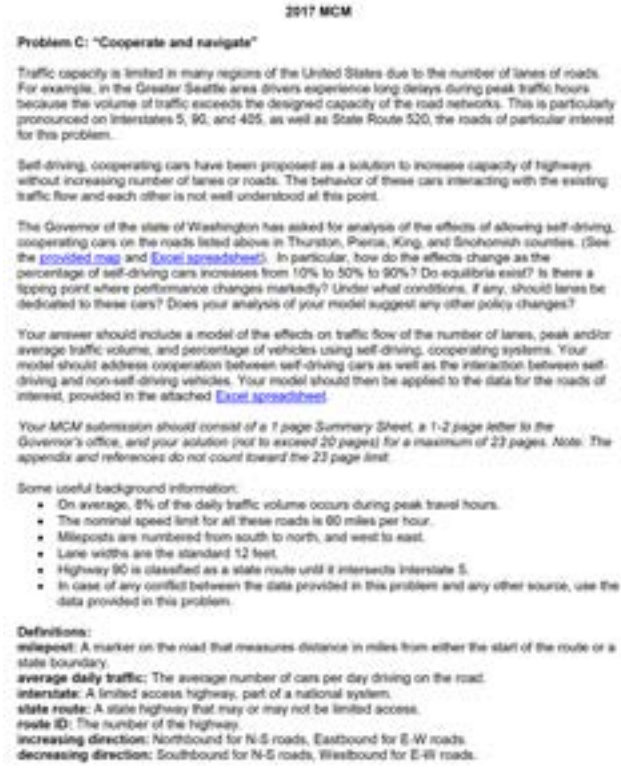 2017 MCM
Problem C: "Cooperate and navigate"
Traffic capacity is limited in many regions of the United States due to the number of lanes of roads.
For example, in the Greater Seattle area drivers experience long delays during peak traffic hours
because the volume of traffic exceeds the designed capacity of the road networks. This is particularly
pronounced on Interstates 5, 90, and 405, as well as State Route 520, the roads of particular interest
for this problem.
Self-driving, cooperating cars have been proposed as a solution to increase capacity of highways
without increasing number of lanes or roads. The behavior of these cars interacting with the existing
traffic flow and each other is not well understood at this point.
The Governor of the state of Washington has asked for analysis of the effects of allowing self-driving,
cooperating cars on the roads listed above in Thurston, Pierce, King, and Snohomish counties. (See
the provided map and Excel spreadsheet). In particular, how do the effects change as the
percentage of self-driving cars increases from 10% to 50% to 90%? Do equilibria exist? Is there a
tipping point where performance changes markedly? Under what conditions, if any, should lanes be
dedicated to these cars? Does your analysis of your model suggest any other policy changes?
Your answer should include a model of the effects on traffic flow of the number of lanes, peak and/or
average traffic volume, and percentage of vehicles using self-driving, cooperating systems. Your
model should address cooperation between self-driving cars as well as the interaction between self-
driving and non-self-driving vehicles. Your model should then be applied to the data for the roads of
interest, provided in the attached Excel spreadsheet.
Your MCM submission should consist of a 1 page Summary Sheet, a 1-2 page letter to the
Governor's office, and your solution (not to exceed 20 pages) for a maximum of 23 pages. Note: The
appendix and references do not count toward the 23 page limit.
Some useful background information:
• On average, 8% of the daily traffic volume occurs during peak travel hours.
• The nominal speed limit for all these roads is 60 miles per hour.
• Mileposts are numbered from south to north, and west to east.
• Lane widths are the standard 12 feet.
• Highway 90 is classified as a state route until it intersects Interstate 5.
• In case of any conflict between the data provided in this problem and any other source, use the
data provided in this problem.
Definitions:
milepost: A marker on the road that measures distance in miles from either the start of the route or a
state boundary.
average daily traffic: The average number of cars per day driving on the road.
interstate: A limited access highway, part of a national system.
state route: A state highway that may or may not be limited access.
route ID: The number of the highway.
increasing direction: Northbound for N-S roads, Eastbound for E-W roads.
decreasing direction: Southbound for N-S roads, Westbound for E-W roads.